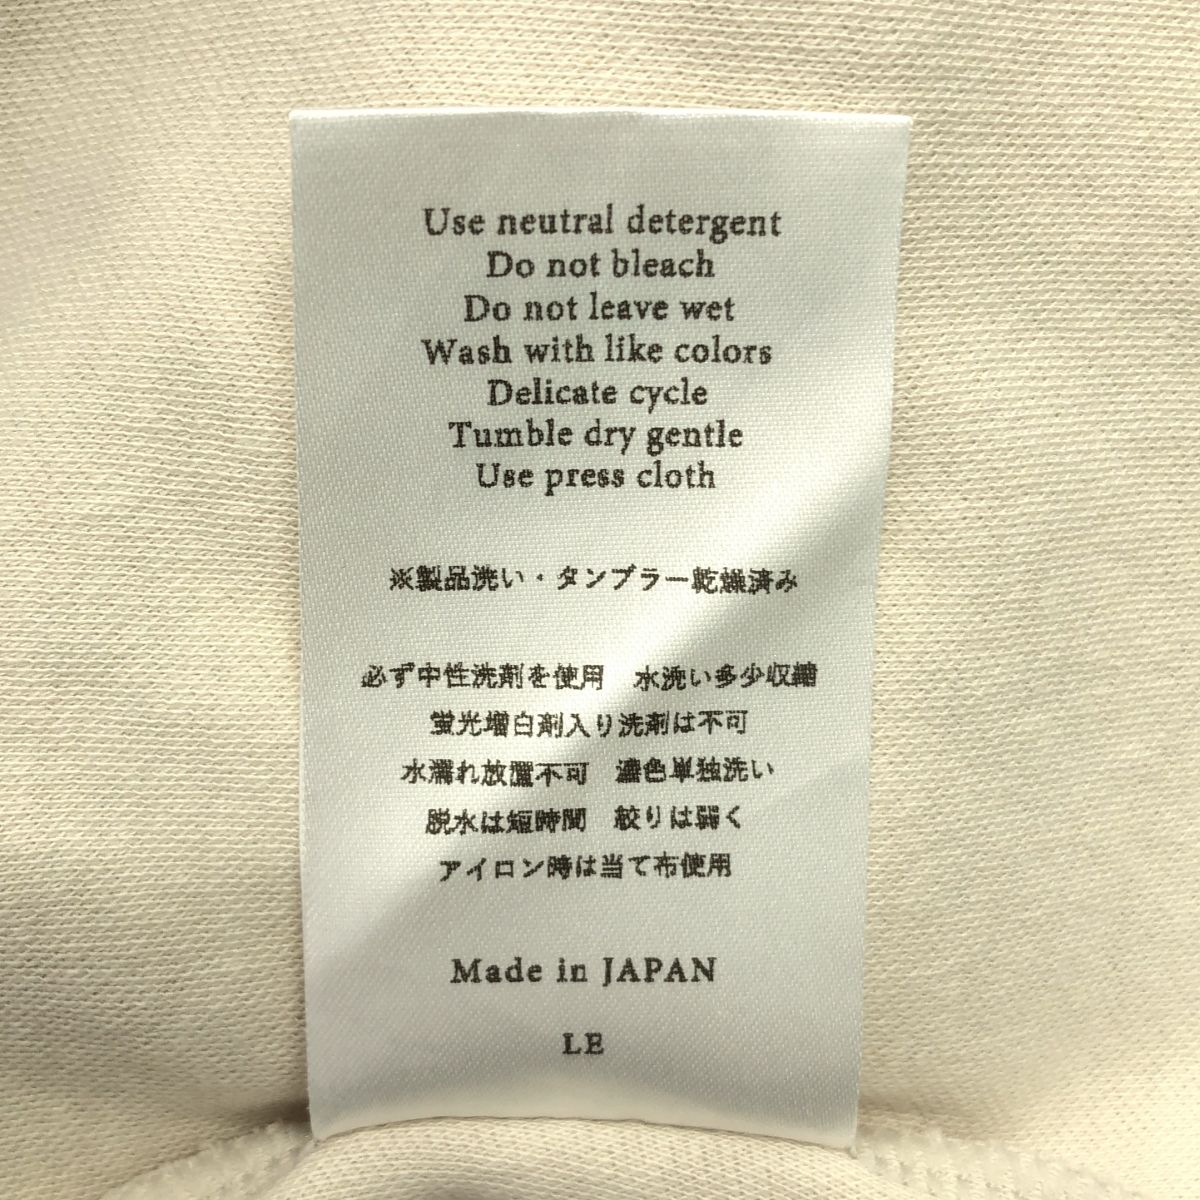 Use neutral detergent
Do not bleach
Do not leave wet
Wash with like colors
Delicate cycle
Tumble dry gentle
Use press cloth
※製品洗い・タンブラー乾燥済み
必ず中性洗剤を使用　水洗い多少収縮
蛍光増白剤入り洗剤は不可
水濡れ放置不可　濃色単独洗い
脱水は短時間　絞りは弱く
アイロン時は当て布使用
Made in JAPAN
LE